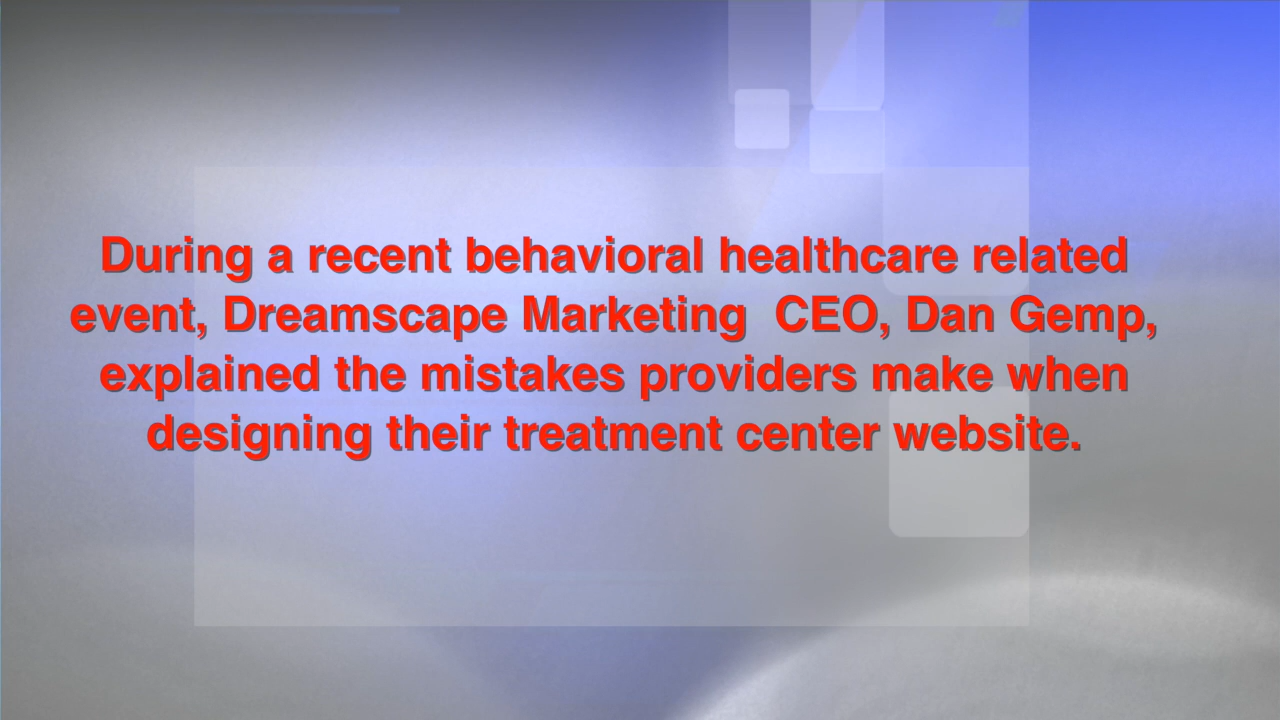 During a recent behavioral healthcare related
event, Dreamscape Marketing  CEO, Dan Gemp,
explained the mistakes providers make when
designing their treatment center website.